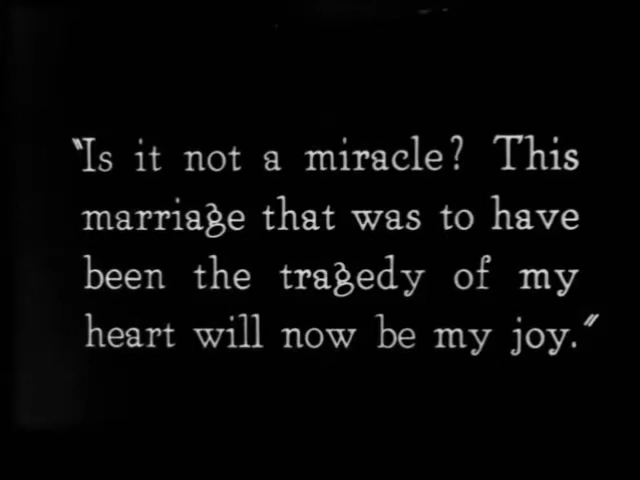 "Is it not a miracle? This
marriage that was to have
been the tragedy of my
heart will now be my joy."